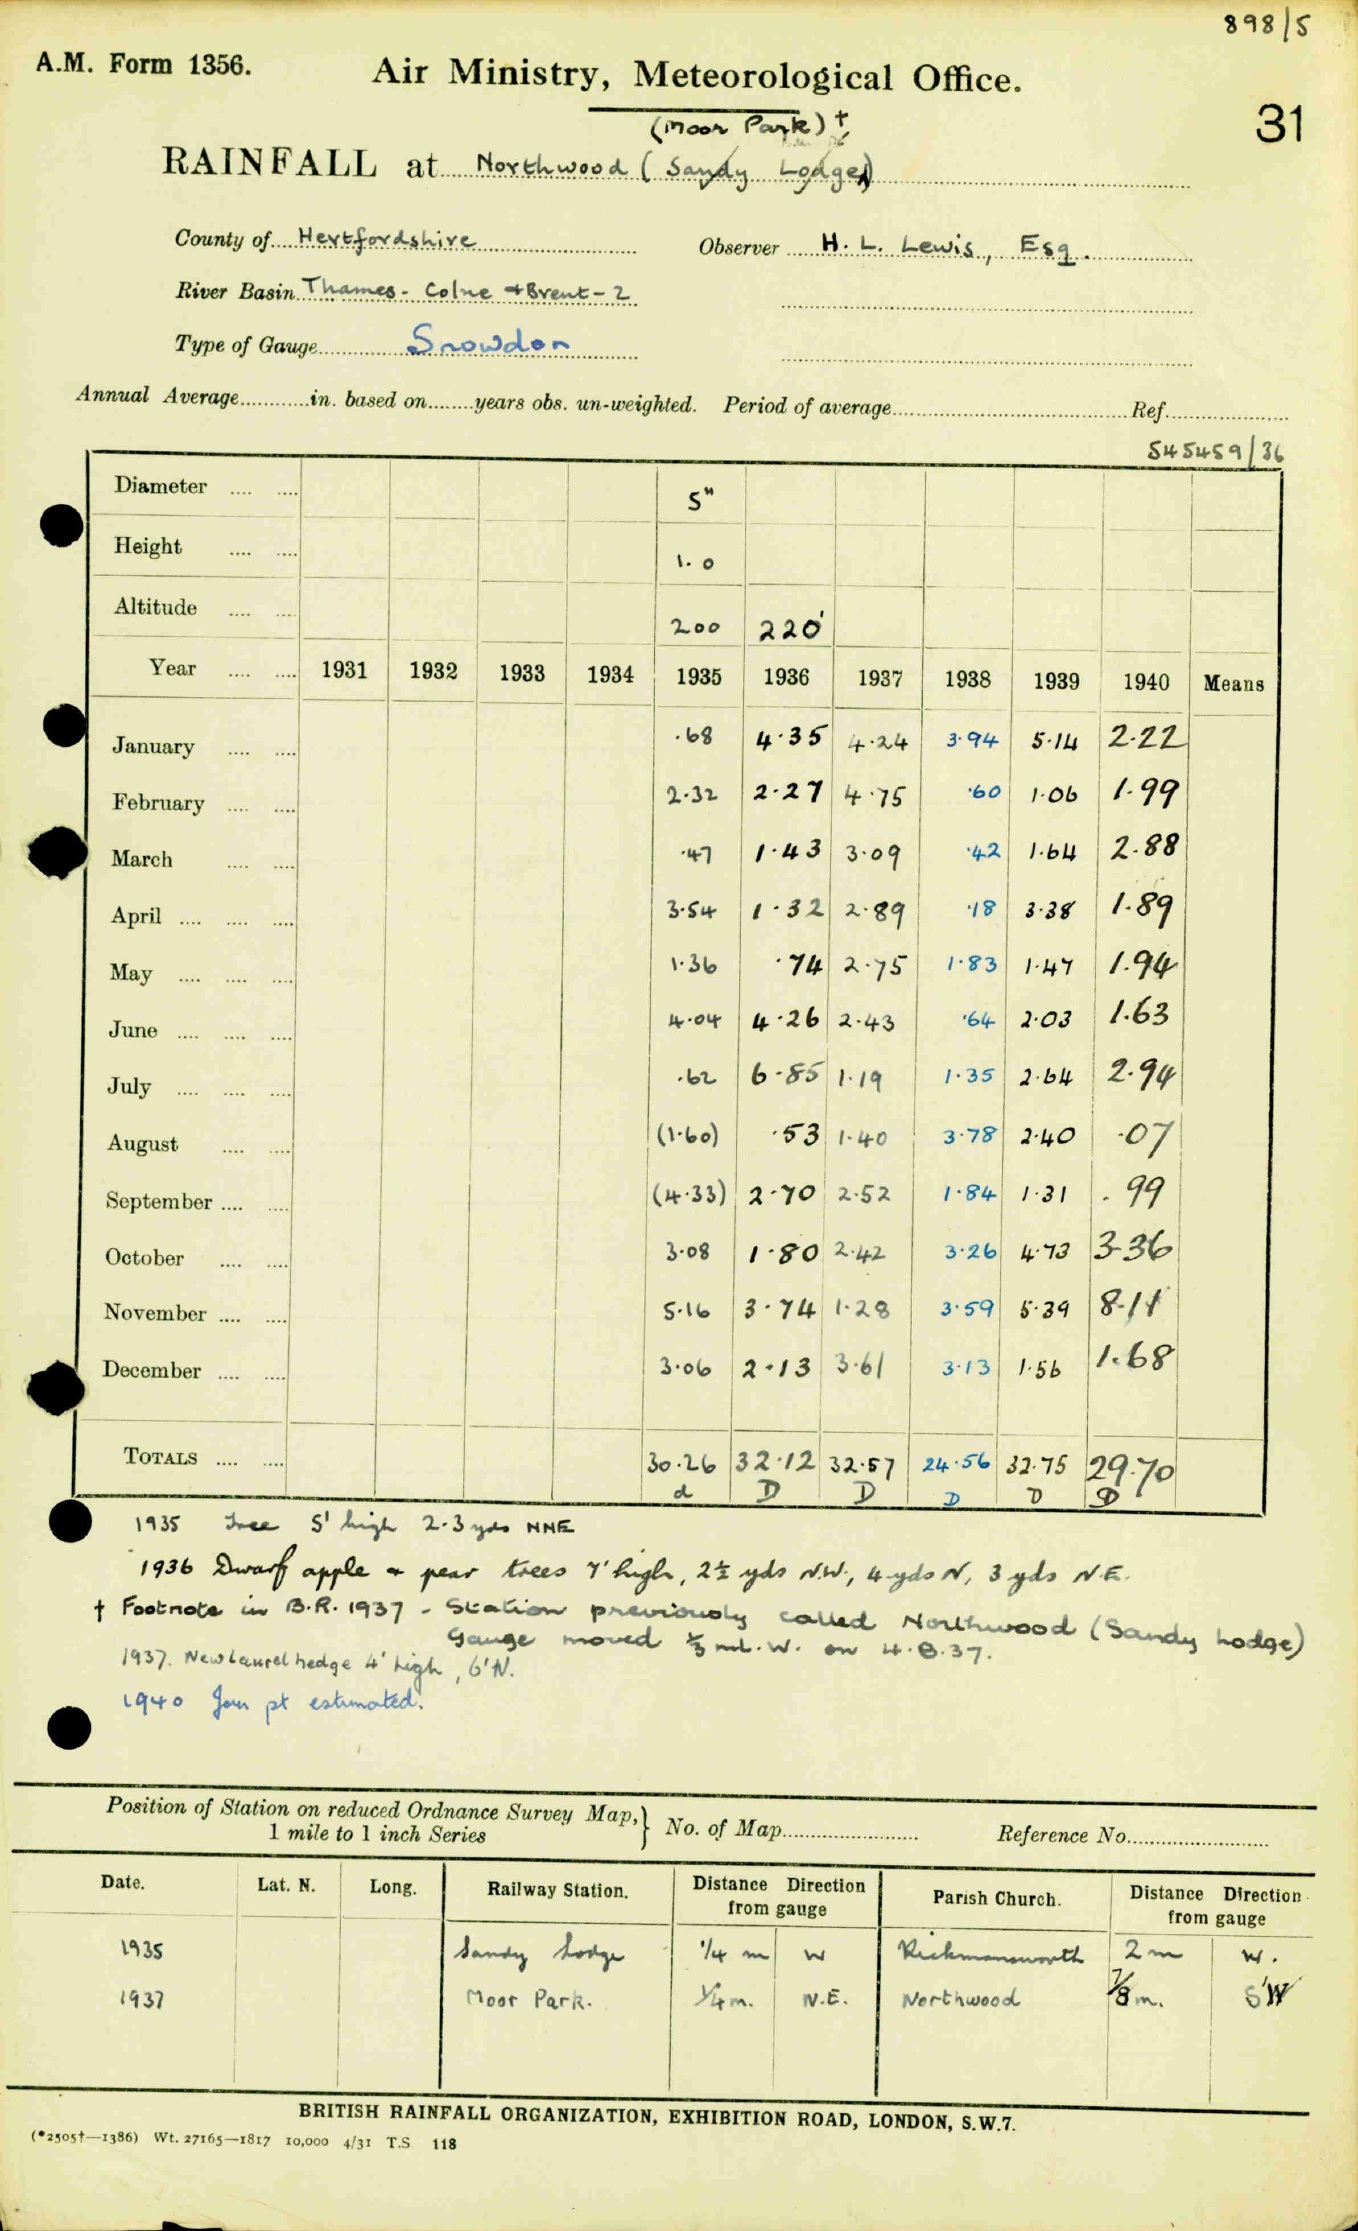 898/5
A.M. Form 1356.
Air Ministry, Meteorological Office.
31
(Moor Park) †
RAINFALL at Northwood (Sandy Lodge)
County of Hertfordshire Observer H. L. Lewis, Esq.
River Basin Thames - Colne + Brent - 2
Type of Gauge Snowdon
Annual Average in. based on years obs. un-weighted. Period of average Ref.
545459/36
Diameter 5"
Height 1.0
Altitude 200 220'
Year 1931 1932 1933 1934 1935 1936 1937 1938 1939 1940 Means
January .68 4.35 4.24 3.94 5.14 2.22
February 2.32 2.27 4.75 .60 1.06 1.99
March .47 1.43 3.09 .42 1.64 2.88
April 3.54 1.32 2.89 .18 3.38 1.89
May 1.36 .74 2.75 1.83 1.47 1.94
June 4.04 4.26 2.43 .64 2.03 1.63
July .62 6.85 1.19 1.35 2.64 2.94
August (1.60) .53 1.40 3.78 2.40 .07
September (4.33) 2.70 2.52 1.84 1.31 .99
October 3.08 1.80 2.42 3.26 4.73 3.36
November 5.16 3.74 1.28 3.59 5.39 8.11
December 3.06 2.13 3.61 3.13 1.56 1.68
TOTALS 30.26 32.12 32.57 24.56 32.75 29.70
d D D D D D
1935 Tree 5' high 2.3 yds NNE
1936 Dwarf apple + pear trees 7' high, 2½ yds N.W., 4 yds N, 3 yds N.E.
† Footnote in B.R. 1937 - Station previously called Northwood (Sandy Lodge)
Gauge moved ⅓ ml. W. on 4.8.37.
1937. New Laurel hedge 4' high, 6' N.
1940 Jan pt estimated.
Position of Station on reduced Ordnance Survey Map, 1 mile to 1 inch Series } No. of Map Reference No.
Date. Lat. N. Long. Railway Station. Distance Direction from gauge Parish Church. Distance Direction from gauge
1935 Sandy Lodge ¼ m W Rickmansworth 2 m W.
1937 Moor Park. ¼ m. N.E. Northwood ⅞ m. S'W
BRITISH RAINFALL ORGANIZATION, EXHIBITION ROAD, LONDON, S.W.7.
(*2505†—1386) Wt. 27165—1817 10,000 4/31 T.S. 118